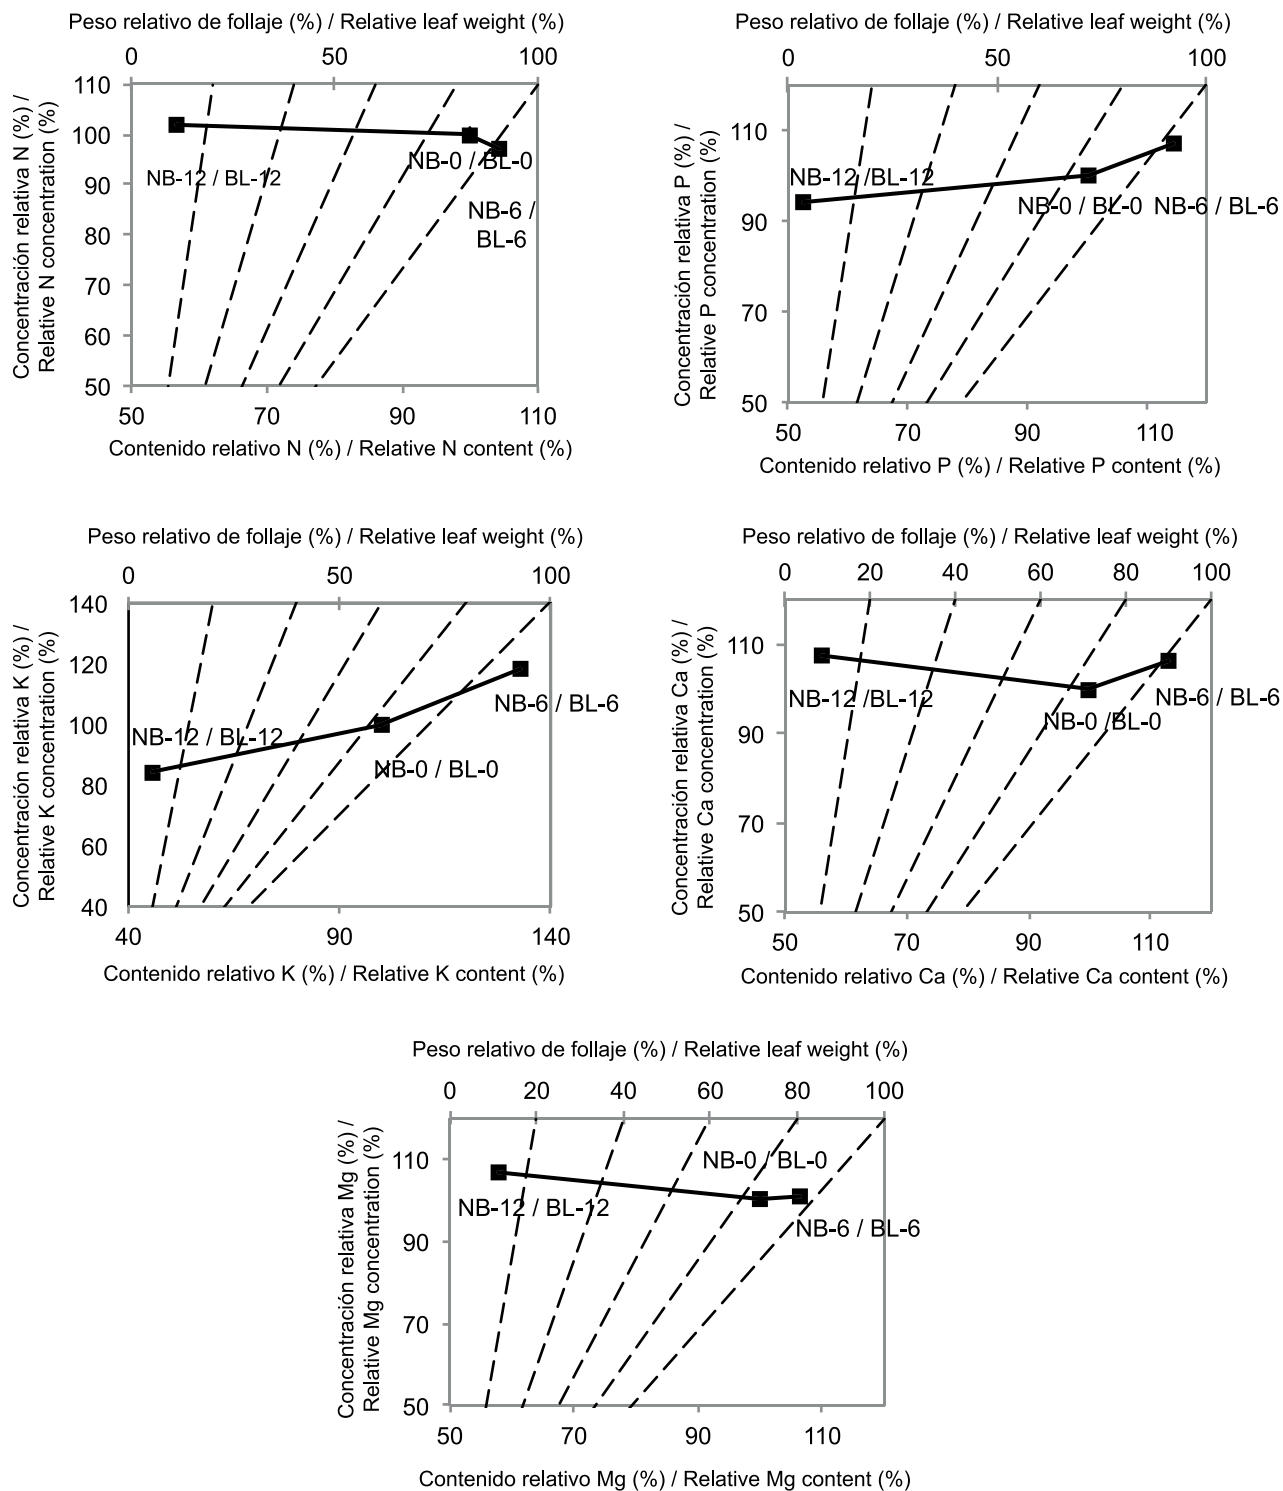 Peso relativo de follaje (%) / Relative leaf weight (%)
0 50 100
Concentración relativa N (%) /
Relative N concentration (%)
110
100
90
80
70
60
50
NB-12 / BL-12
NB-0 / BL-0
NB-6 /
BL-6
50 70 90 110
Contenido relativo N (%) / Relative N content (%)
Peso relativo de follaje (%) / Relative leaf weight (%)
0 50 100
Concentración relativa P (%) /
Relative P concentration (%)
110
90
70
50
NB-12 /BL-12
NB-0 / BL-0
NB-6 / BL-6
50 70 90 110
Contenido relativo P (%) / Relative P content (%)
Peso relativo de follaje (%) / Relative leaf weight (%)
0 50 100
Concentración relativa K (%) /
Relative K concentration (%)
140
120
100
80
60
40
NB-6 / BL-6
NB-12 / BL-12
NB-0 / BL-0
40 90 140
Contenido relativo K (%) / Relative K content (%)
Peso relativo de follaje (%) / Relative leaf weight (%)
0 20 40 60 80 100
Concentración relativa Ca (%) /
Relative Ca concentration (%)
110
90
70
50
NB-12 /BL-12
NB-6 / BL-6
NB-0 /BL-0
50 70 90 110
Contenido relativo Ca (%) / Relative Ca content (%)
Peso relativo de follaje (%) / Relative leaf weight (%)
0 20 40 60 80 100
Concentración relativa Mg (%) /
Relative Mg concentration (%)
110
90
70
50
NB-0 / BL-0
NB-12 / BL-12
NB-6 / BL-6
50 70 90 110
Contenido relativo Mg (%) / Relative Mg content (%)